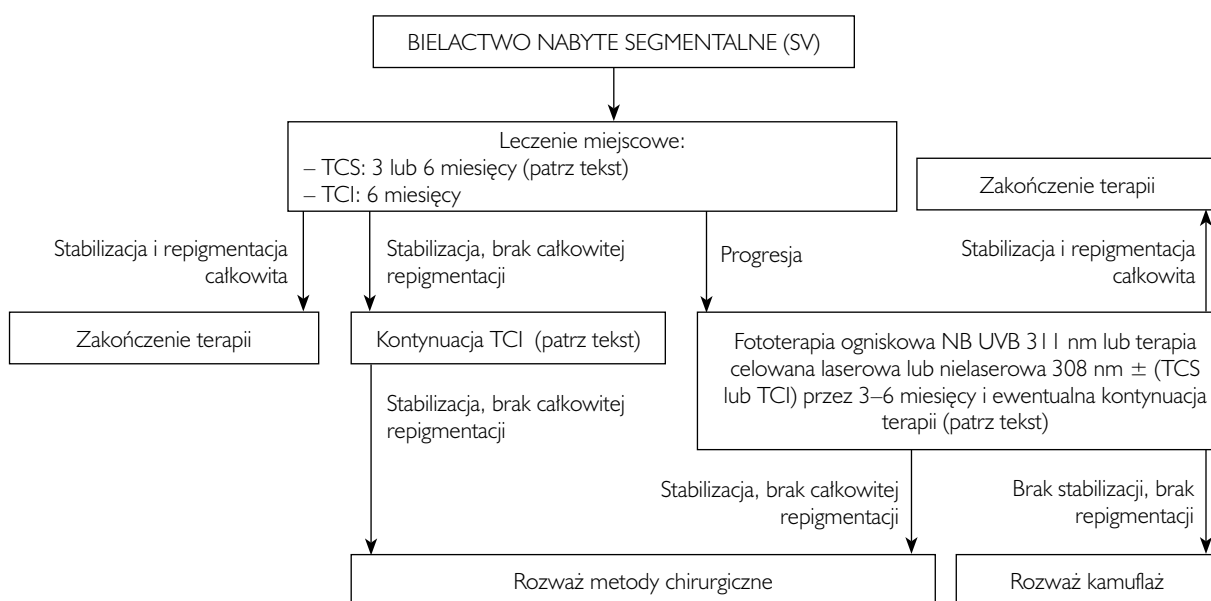 BIELACTWO NABYTE SEGMENTALNE (SV)
Leczenie miejscowe:
– TCS: 3 lub 6 miesięcy (patrz tekst)
– TCI: 6 miesięcy
Zakończenie terapii
Stabilizacja i repigmentacja
całkowita
Stabilizacja, brak całkowitej
repigmentacji
Progresja
Stabilizacja i repigmentacja
całkowita
Zakończenie terapii
Kontynuacja TCI (patrz tekst)
Fototerapia ogniskowa NB UVB 311 nm lub terapia
celowana laserowa lub nielaserowa 308 nm ± (TCS
lub TCI) przez 3–6 miesięcy i ewentualna kontynuacja
terapii (patrz tekst)
Stabilizacja, brak całkowitej
repigmentacji
Stabilizacja, brak całkowitej
repigmentacji
Brak stabilizacji, brak
repigmentacji
Rozważ metody chirurgiczne
Rozważ kamuflaż